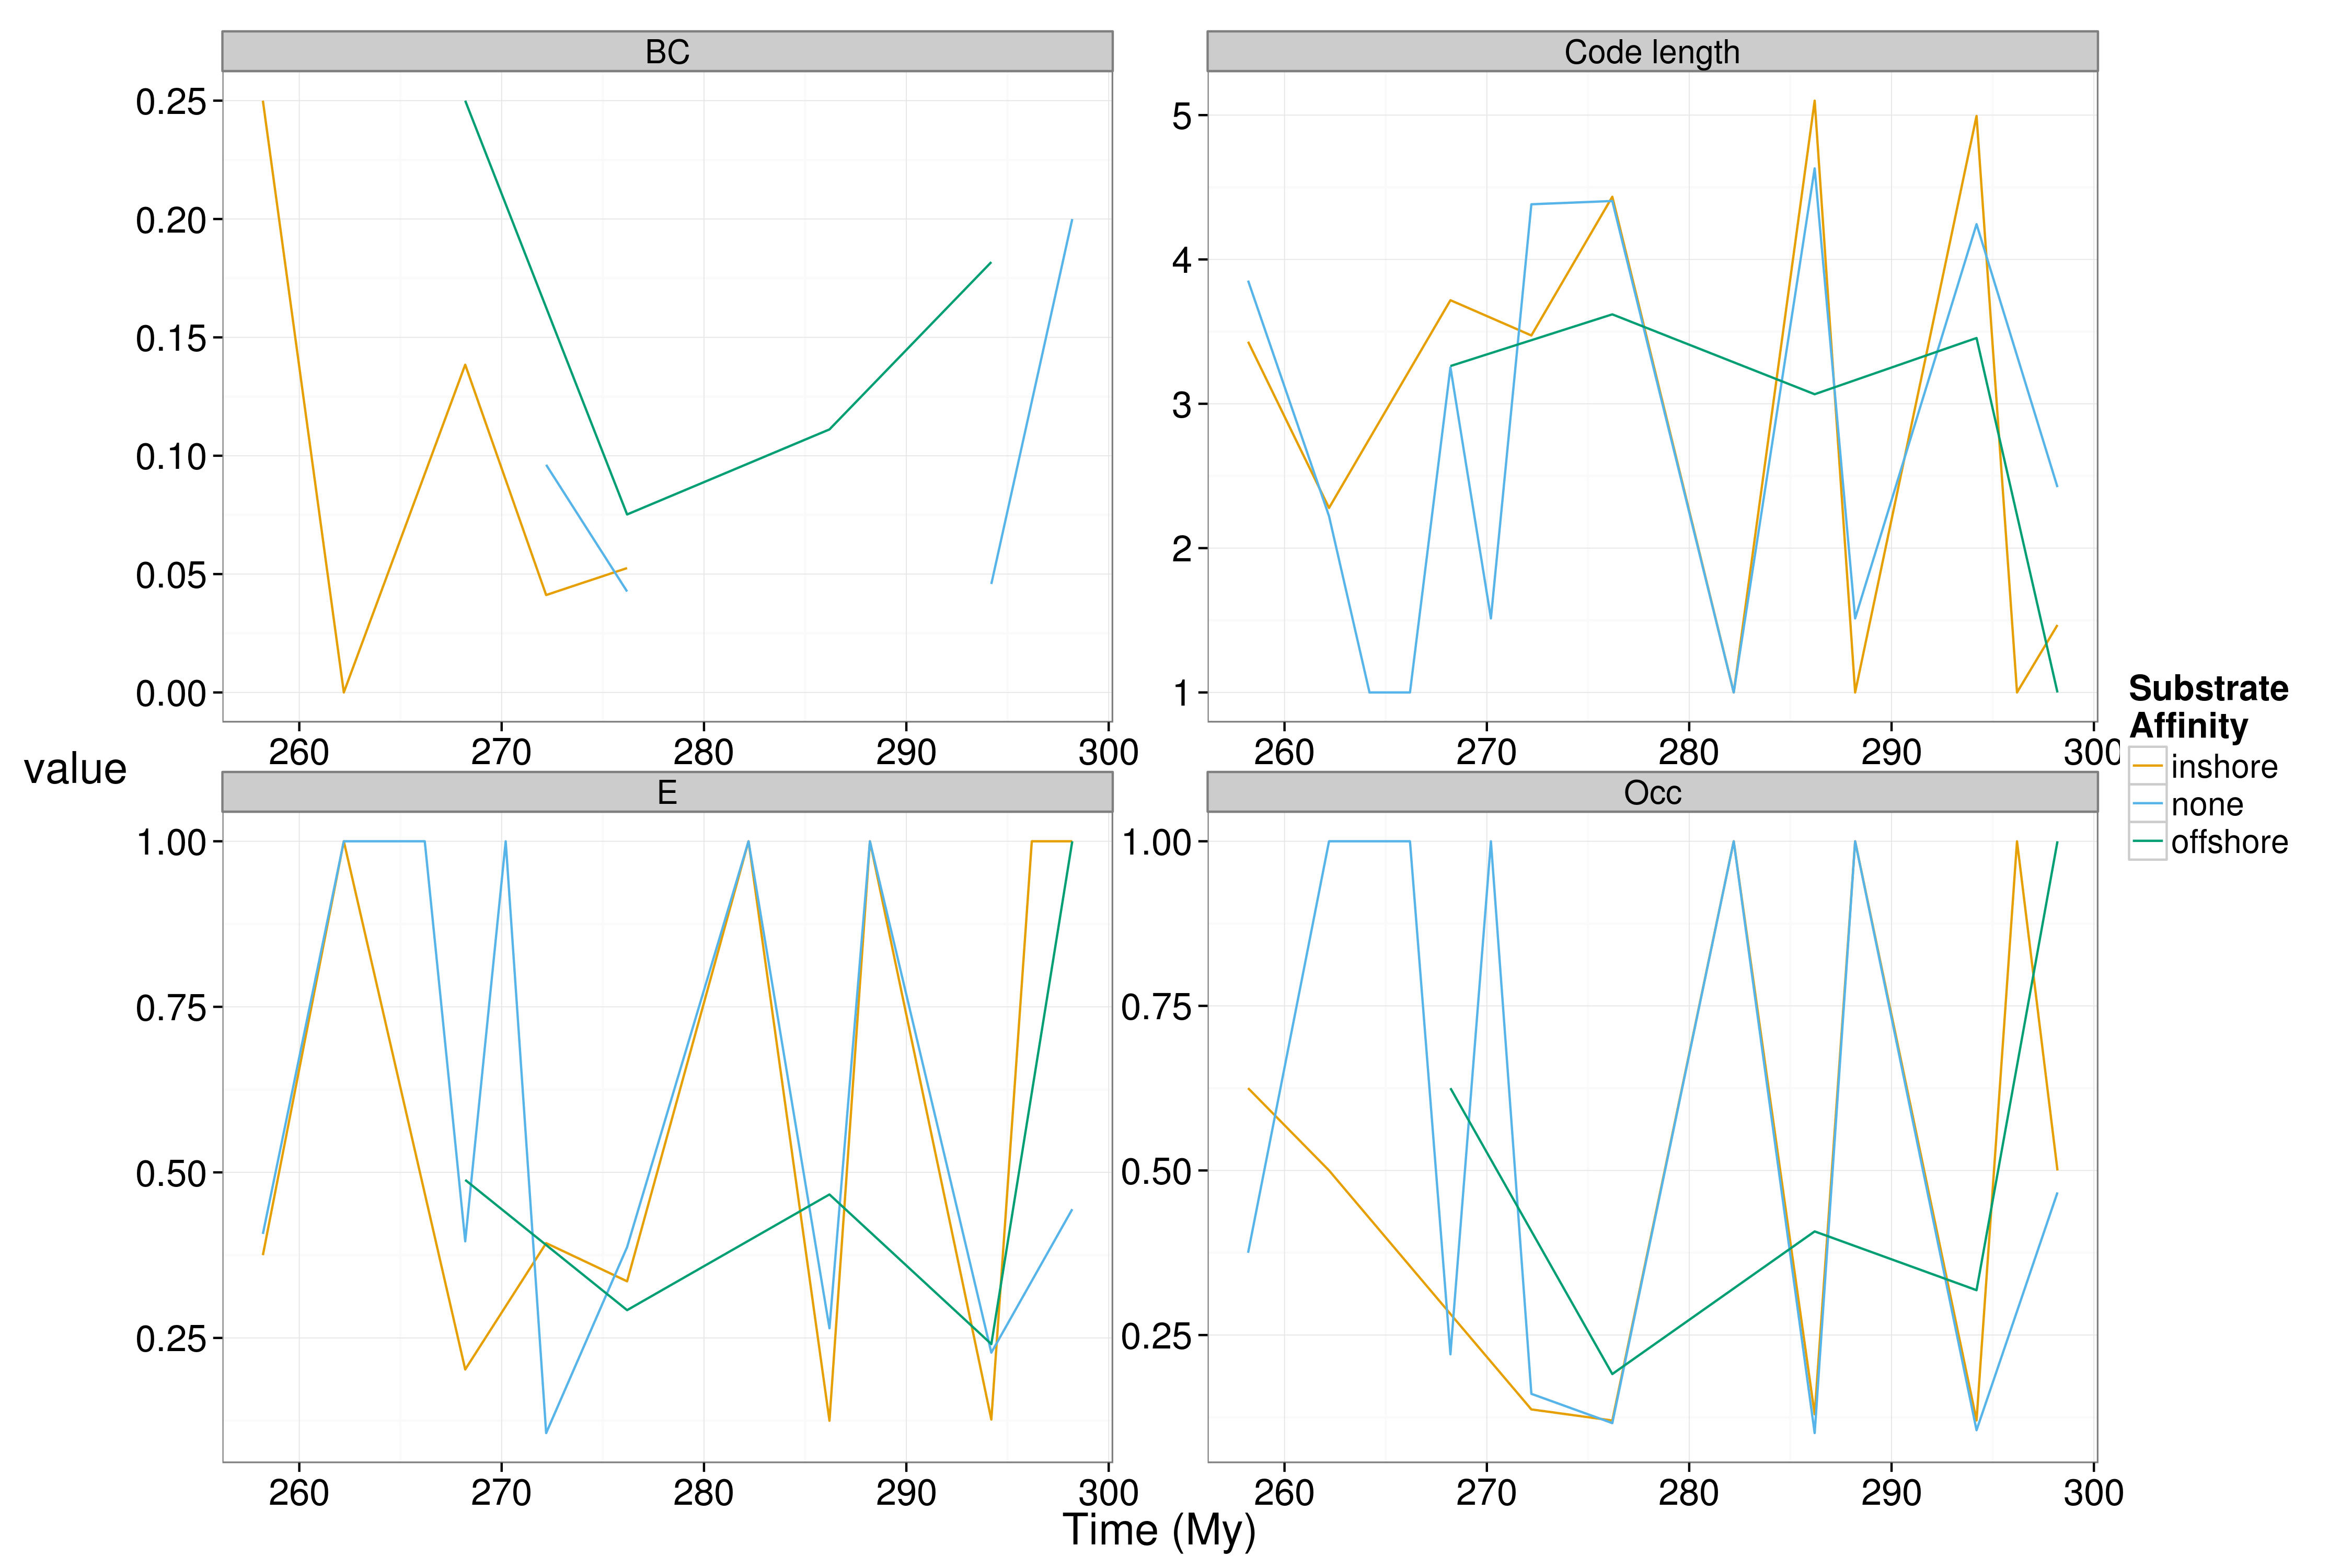 BC
Code length
0.25
0.20
0.15
0.10
0.05
0.00
5
4
3
2
1
260 270 280 290 300
260 270 280 290 300
value
E
Occ
1.00
0.75
0.50
0.25
1.00
0.75
0.50
0.25
260 270 280 290 300
260 270 280 290 300
Time (My)
Substrate
Affinity
inshore
none
offshore